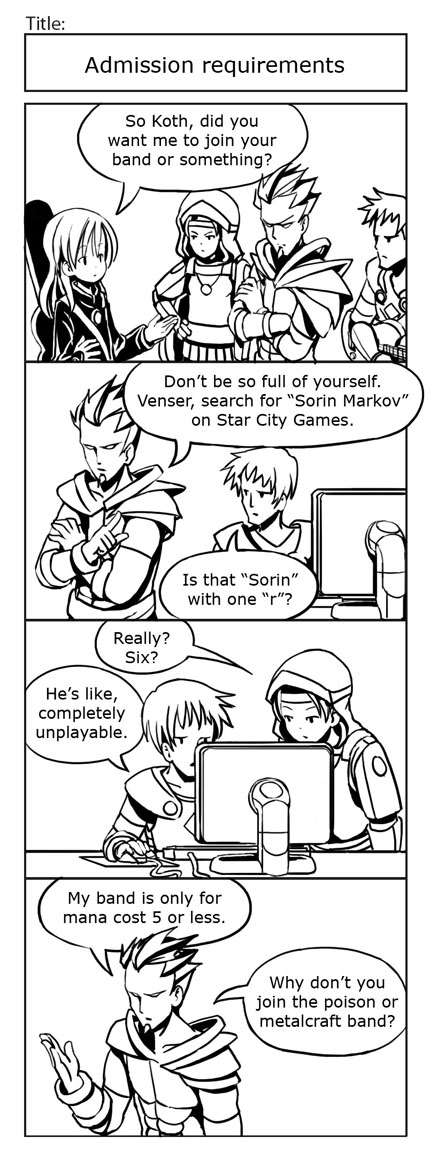 Title:
Admission requirements
So Koth, did you
want me to join your
band or something?
Don't be so full of yourself.
Venser, search for “Sorin Markov”
on Star City Games.
Is that “Sorin”
with one “r”?
Really?
Six?
He's like,
completely
unplayable.
My band is only for
mana cost 5 or less.
Why don't you
join the poison or
metalcraft band?